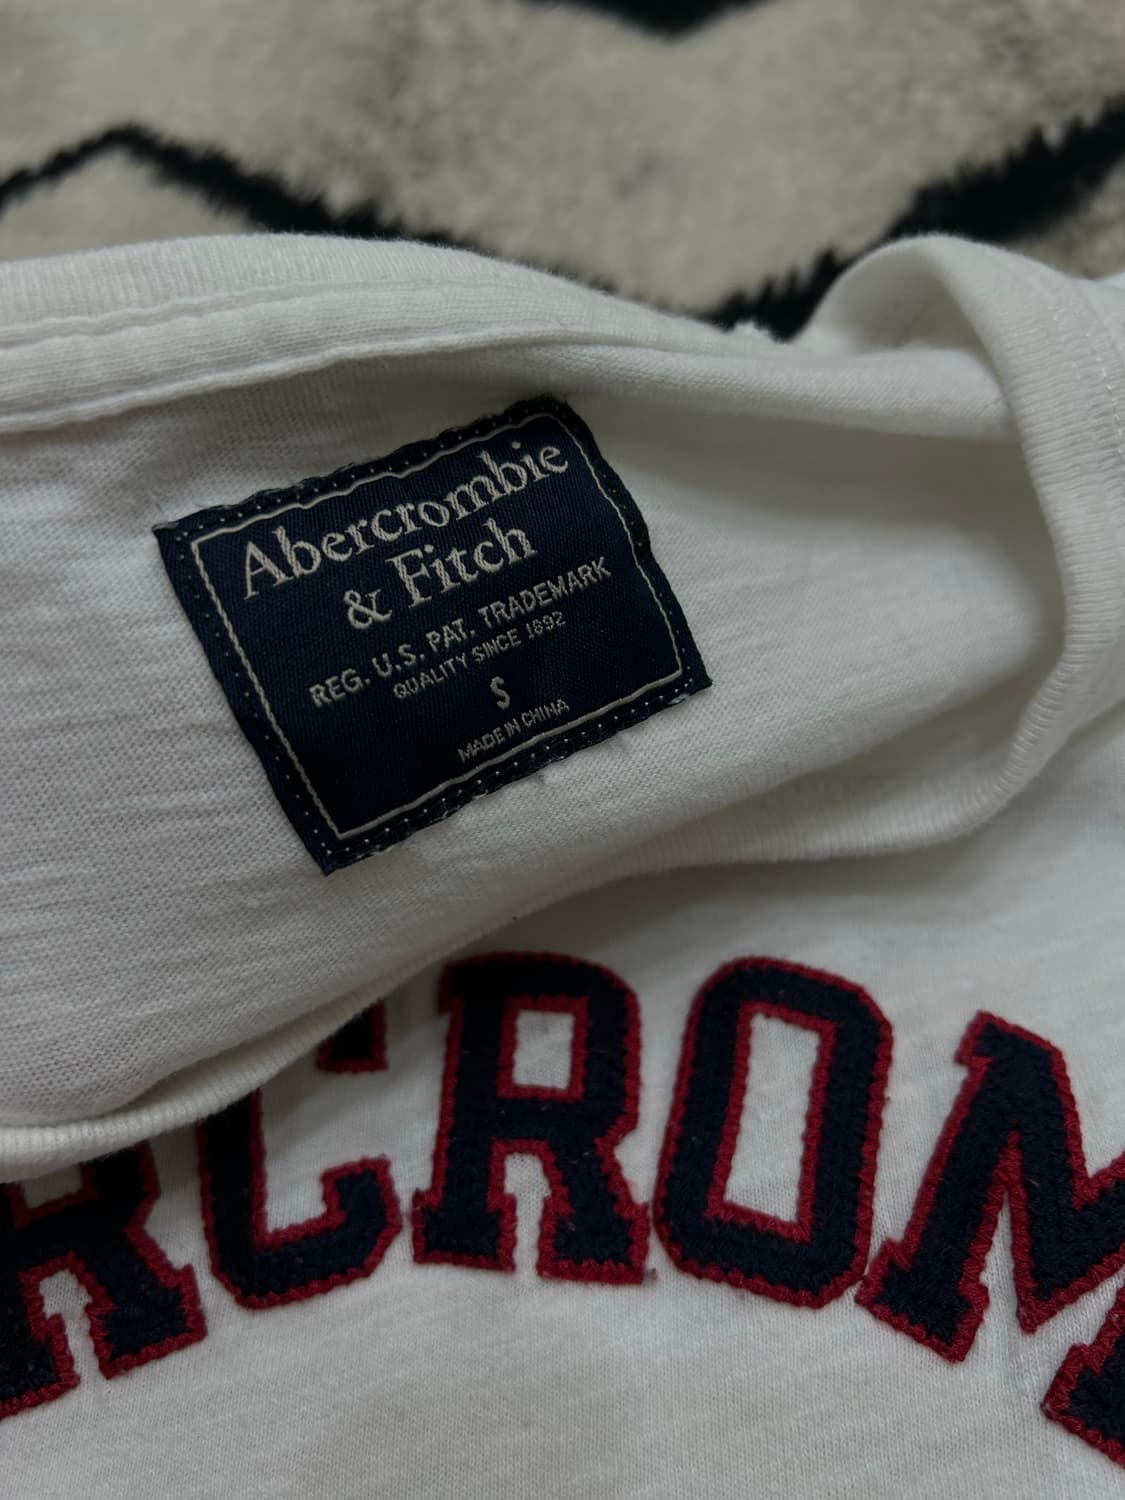 Abercrombie
& Fitch
REG. U.S. PAT. TRADEMARK
QUALITY SINCE 1892
S
MADE IN CHINA
RCROM